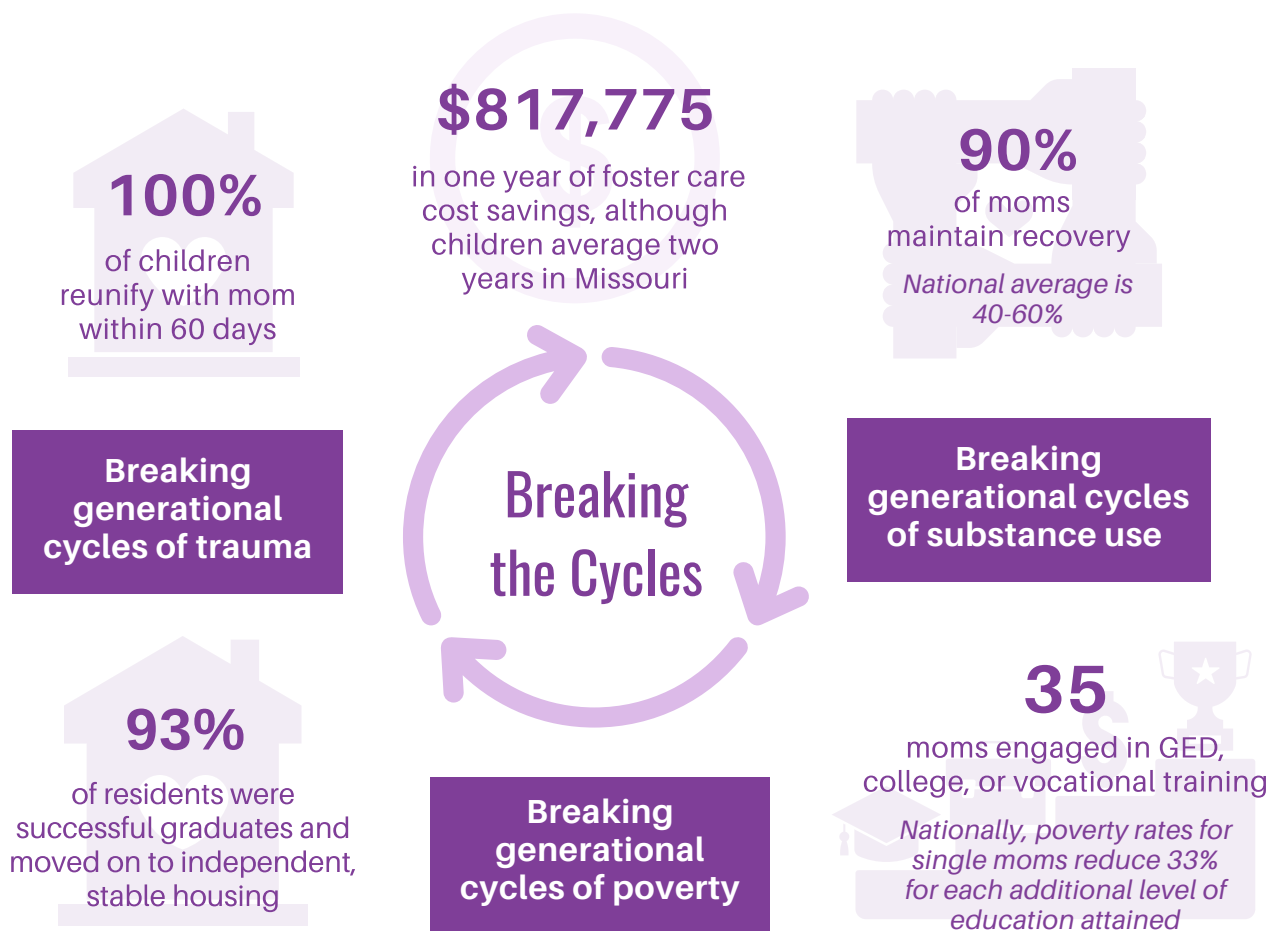 $817,775
in one year of foster care
cost savings, although
children average two
years in Missouri
100%
of children
reunify with mom
within 60 days
90%
of moms
maintain recovery
National average is
40-60%
Breaking
generational
cycles of trauma
Breaking
the Cycles
Breaking
generational cycles
of substance use
93%
of residents were
successful graduates and
moved on to independent,
stable housing
Breaking
generational
cycles of poverty
35
moms engaged in GED,
college, or vocational training
Nationally, poverty rates for
single moms reduce 33%
for each additional level of
education attained